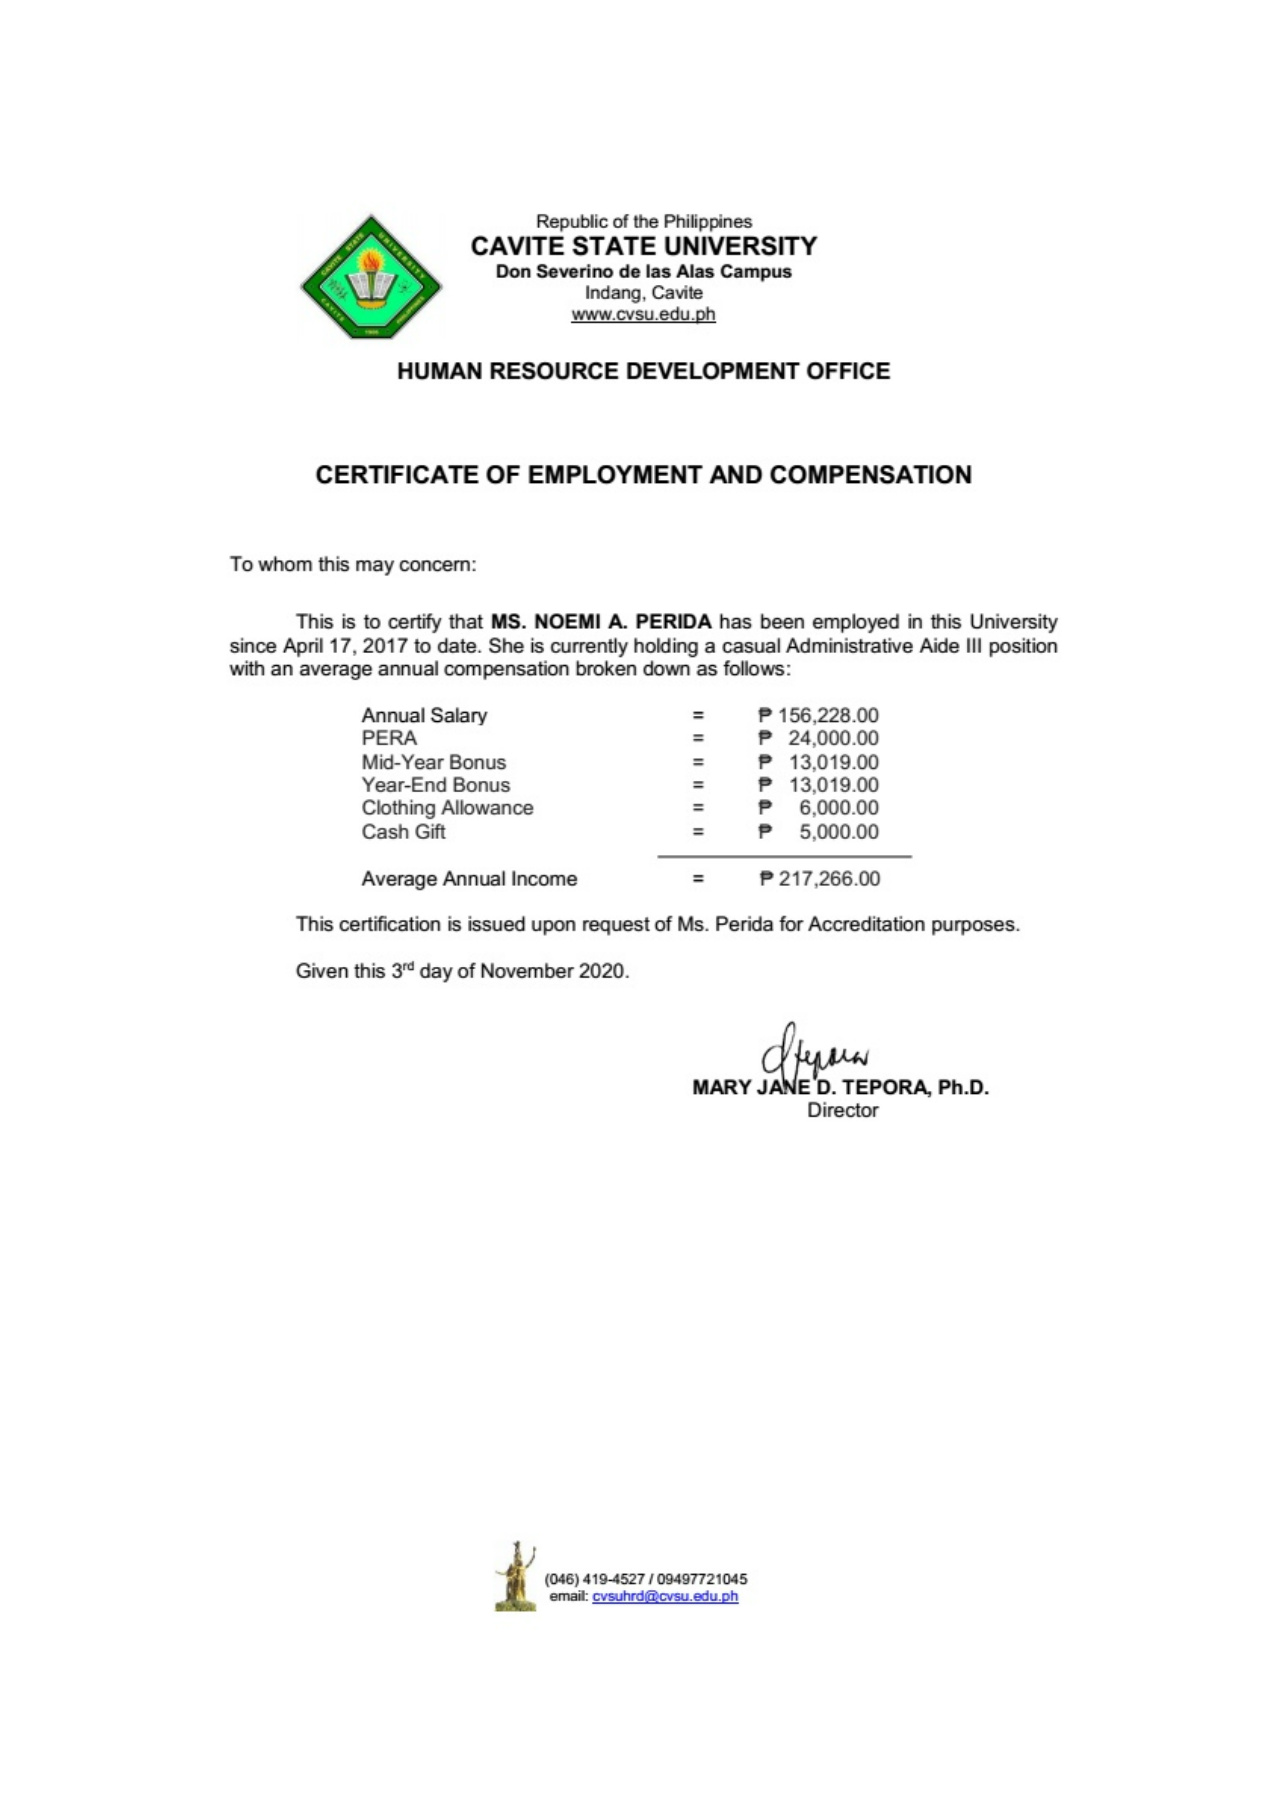 Republic of the Philippines
CAVITE STATE UNIVERSITY
Don Severino de las Alas Campus
Indang, Cavite
www.cvsu.edu.ph
CAVITE STATE UNIVERSITY
CAVITE 1906 PHILIPPINES
HUMAN RESOURCE DEVELOPMENT OFFICE
CERTIFICATE OF EMPLOYMENT AND COMPENSATION
To whom this may concern:
This is to certify that MS. NOEMI A. PERIDA has been employed in this University
since April 17, 2017 to date. She is currently holding a casual Administrative Aide III position
with an average annual compensation broken down as follows:
Annual Salary = ₱ 156,228.00
PERA = ₱ 24,000.00
Mid-Year Bonus = ₱ 13,019.00
Year-End Bonus = ₱ 13,019.00
Clothing Allowance = ₱ 6,000.00
Cash Gift = ₱ 5,000.00
Average Annual Income = ₱ 217,266.00
This certification is issued upon request of Ms. Perida for Accreditation purposes.
Given this 3rd day of November 2020.
MARY JANE D. TEPORA, Ph.D.
Director
(046) 419-4527 / 09497721045
email: cvsuhrd@cvsu.edu.ph